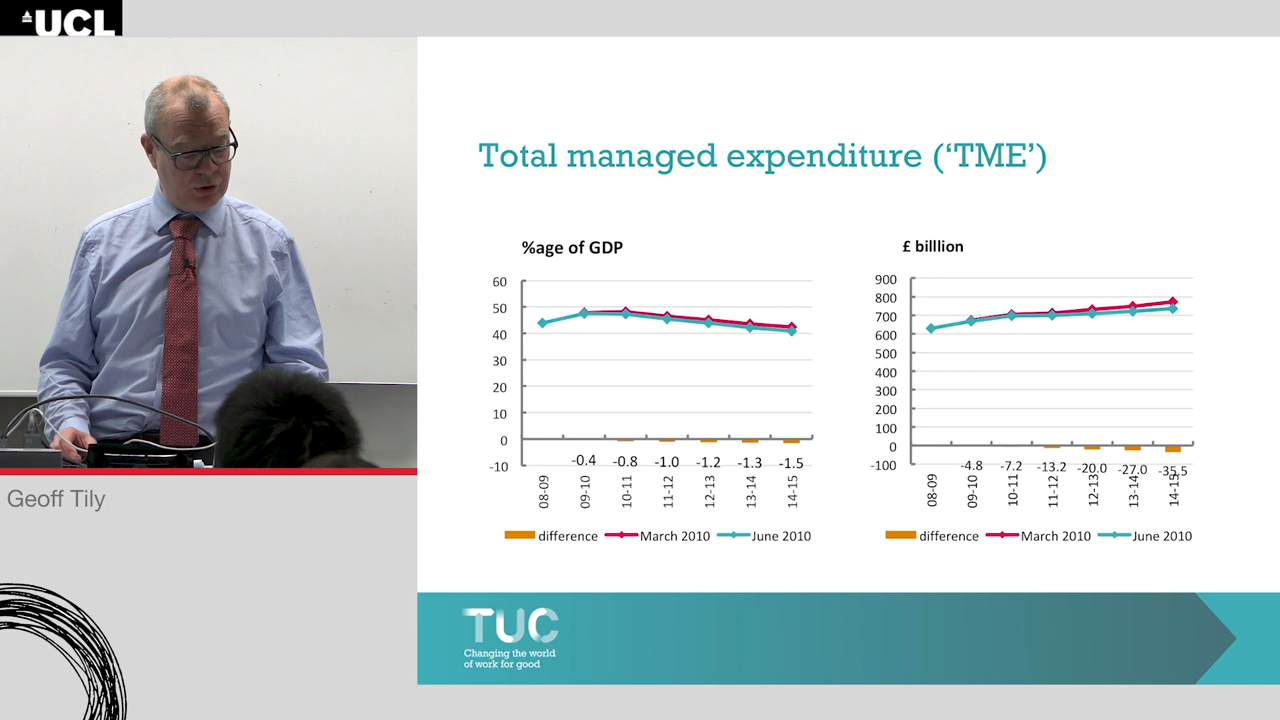 UCL
Geoff Tily
Total managed expenditure (‘TME’)
%age of GDP
60
50
40
30
20
10
0
-10
-0.4 -0.8 -1.0 -1.2 -1.3 -1.5
08-09 09-10 10-11 11-12 12-13 13-14 14-15
difference March 2010 June 2010
£ billlion
900
800
700
600
500
400
300
200
100
0
-100
-4.8 -7.2 -13.2 -20.0 -27.0 -35.5
08-09 09-10 10-11 11-12 12-13 13-14 14-15
difference March 2010 June 2010
TUC
Changing the world
of work for good